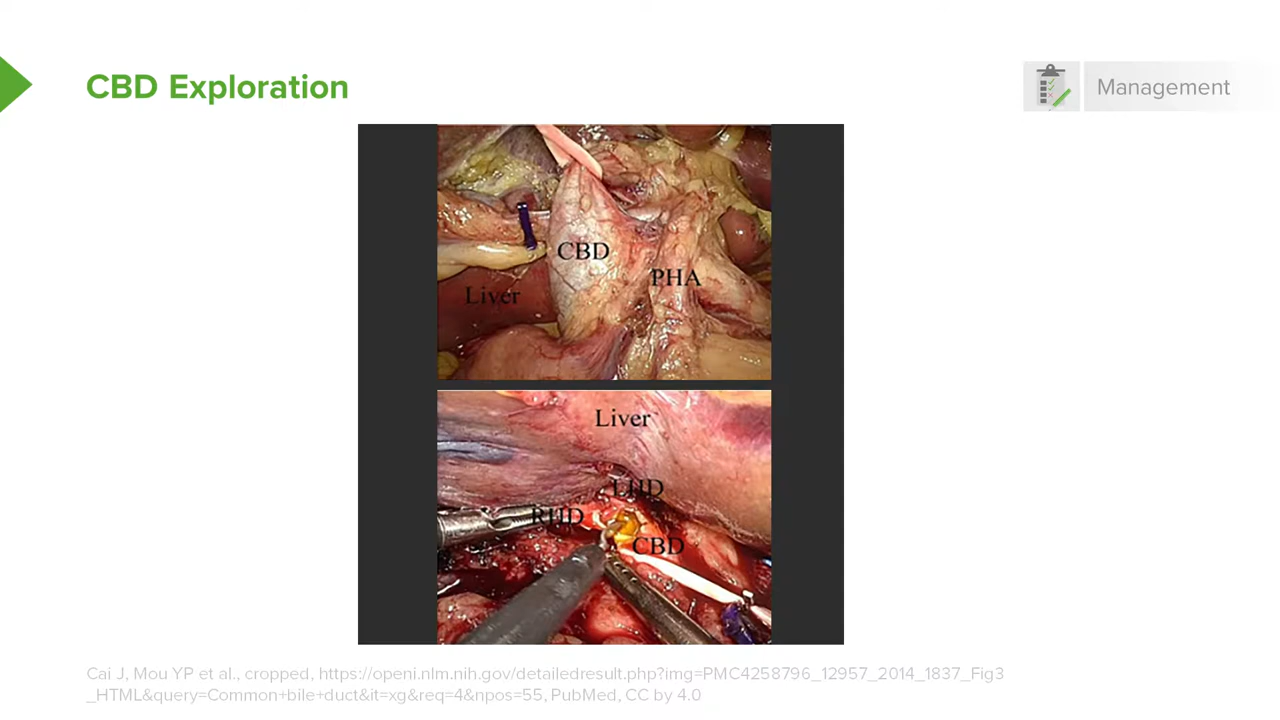 CBD Exploration
Management
CBD
PHA
Liver
Liver
LHD
RHD
CBD
Cai J, Mou YP et al., cropped, https://openi.nlm.nih.gov/detailedresult.php?img=PMC4258796_12957_2014_1837_Fig3
_HTML&query=Common+bile+duct&it=xg&req=4&npos=55, PubMed, CC by 4.0